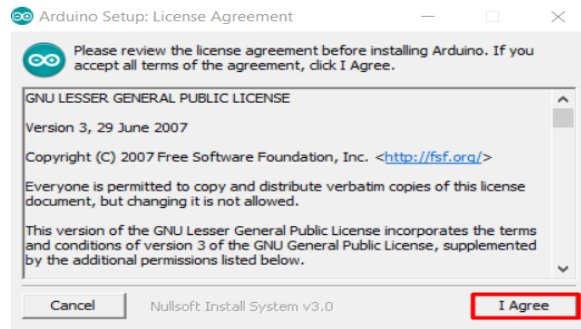 Arduino Setup: License Agreement
Please review the license agreement before installing Arduino. If you
accept all terms of the agreement, click I Agree.
GNU LESSER GENERAL PUBLIC LICENSE
Version 3, 29 June 2007
Copyright (C) 2007 Free Software Foundation, Inc. <http://fsf.org/>
Everyone is permitted to copy and distribute verbatim copies of this license
document, but changing it is not allowed.
This version of the GNU Lesser General Public License incorporates the terms
and conditions of version 3 of the GNU General Public License, supplemented
by the additional permissions listed below.
Cancel
Nullsoft Install System v3.0
I Agree